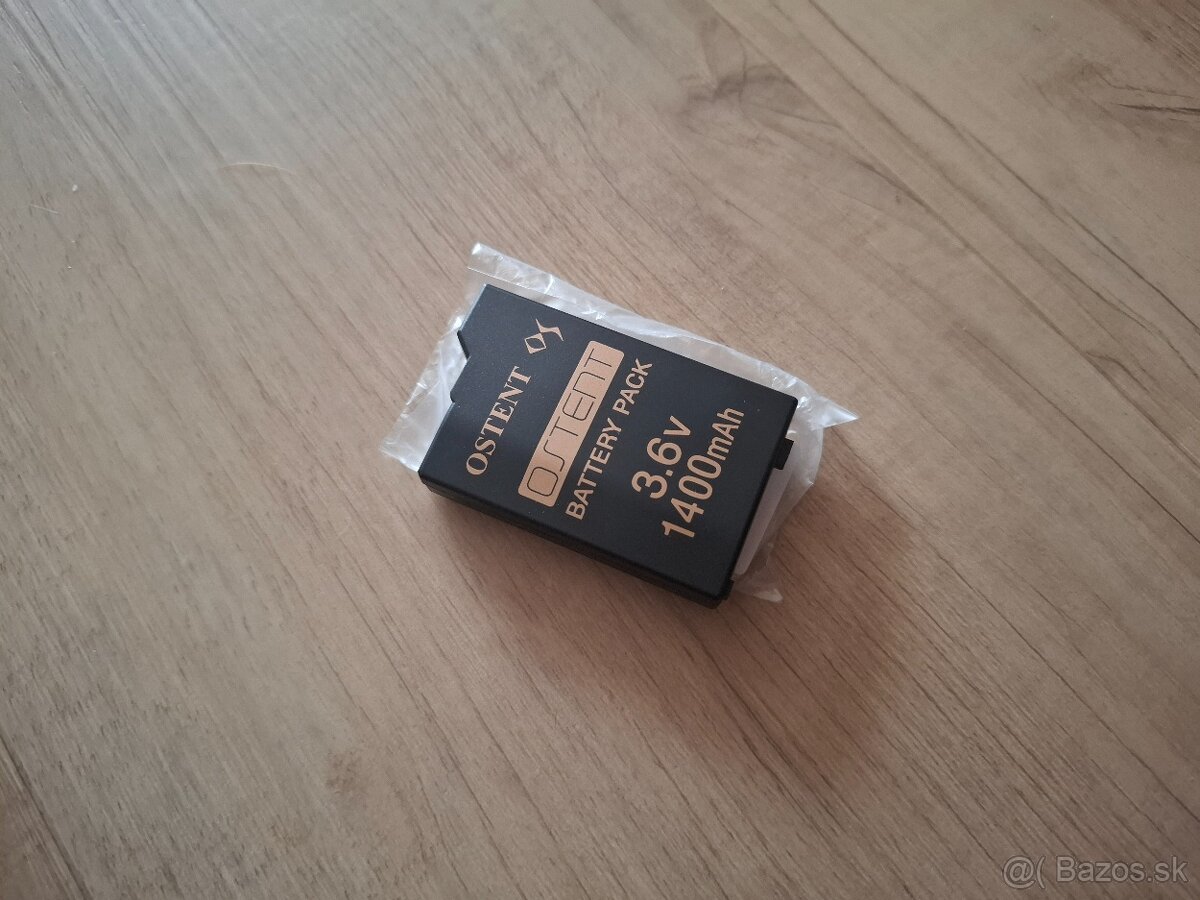 OSTENT
OSTENT
BATTERY PACK
3.6v
1400mAh
@( Bazos.sk